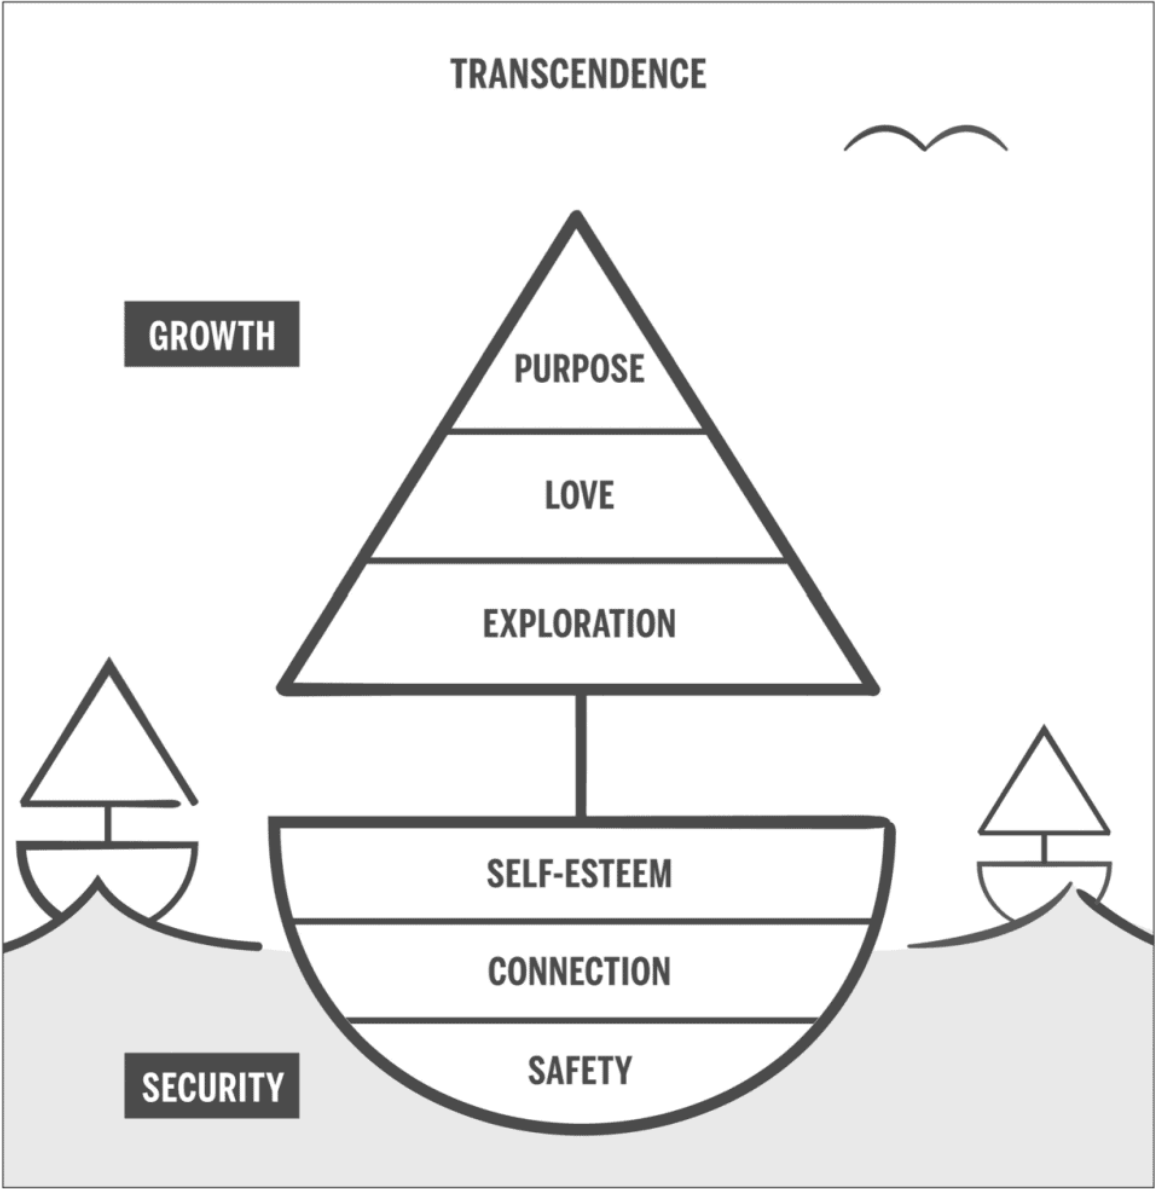 TRANSCENDENCE
GROWTH
PURPOSE
LOVE
EXPLORATION
SELF-ESTEEM
CONNECTION
SAFETY
SECURITY